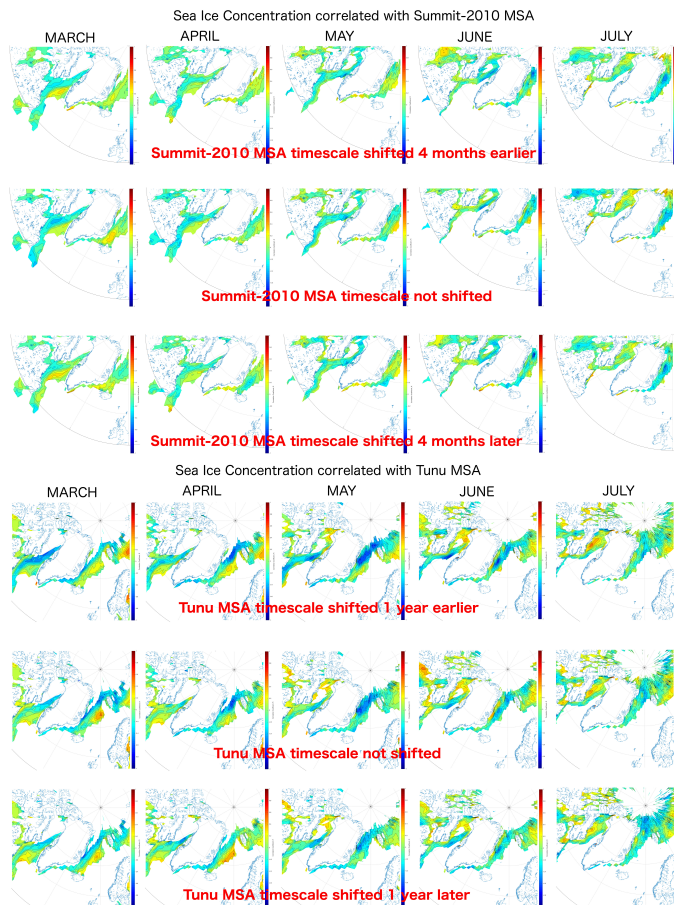 Sea Ice Concentration correlated with Summit-2010 MSA
MARCH APRIL MAY JUNE JULY
Summit-2010 MSA timescale shifted 4 months earlier
Summit-2010 MSA timescale not shifted
Summit-2010 MSA timescale shifted 4 months later
Sea Ice Concentration correlated with Tunu MSA
MARCH APRIL MAY JUNE JULY
Tunu MSA timescale shifted 1 year earlier
Tunu MSA timescale not shifted
Tunu MSA timescale shifted 1 year later